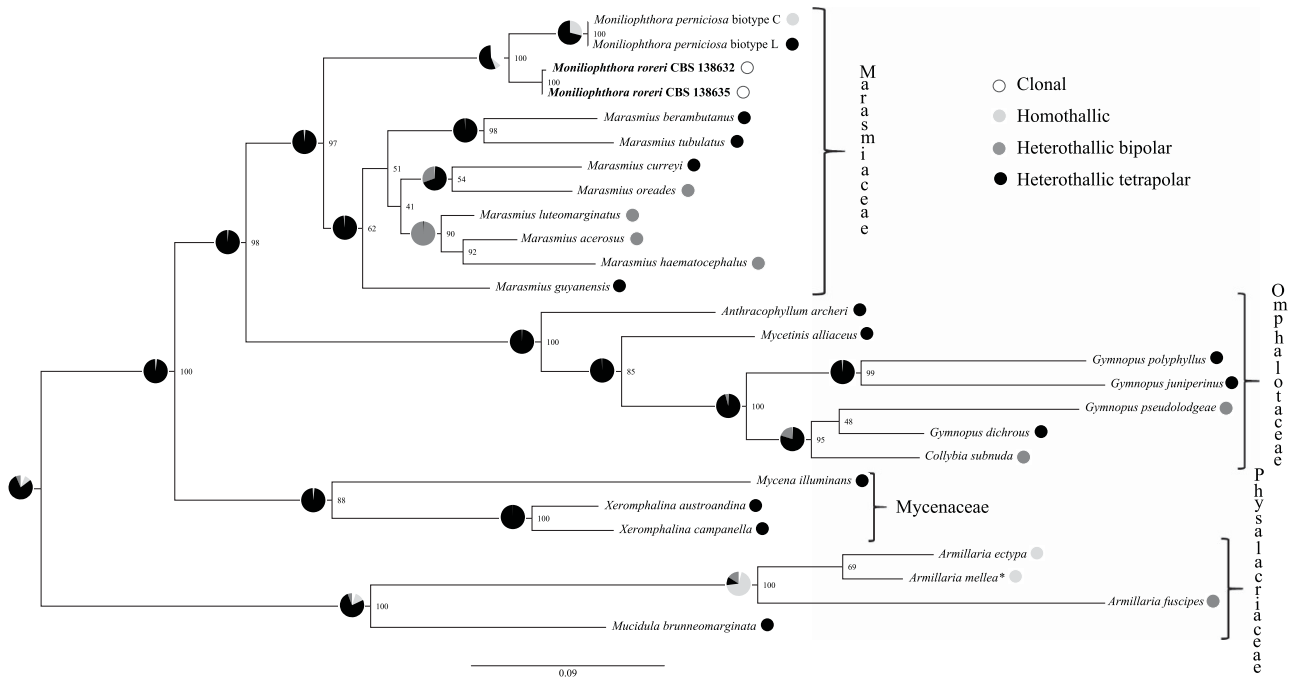 Moniliophthora perniciosa biotype C
100
Moniliophthora perniciosa biotype L
100
Moniliophthora roreri CBS 138632
100
Moniliophthora roreri CBS 138635
Marasmius berambutanus
98
Marasmius tubulatus
97
Marasmius curreyi
51
54
Marasmius oreades
41
Marasmius luteomarginatus
62
90
Marasmius acerosus
92
Marasmius haematocephalus
98
Marasmius guyanensis
Marasmiaceae
Clonal
Homothallic
Heterothallic bipolar
Heterothallic tetrapolar
Anthracophyllum archeri
100
Mycetinis alliaceus
85
Gymnopus polyphyllus
100
99
Gymnopus juniperinus
100
Gymnopus pseudolodgeae
48
Gymnopus dichrous
95
Collybia subnuda
Omphalotaceae
Mycena illuminans
88
Xeromphalina austroandina
100
Xeromphalina campanella
Mycenaceae
Armillaria ectypa
69
Armillaria mellea*
100
Armillaria fuscipes
100
Mucidula brunneomarginata
Physalacriaceae
0.09